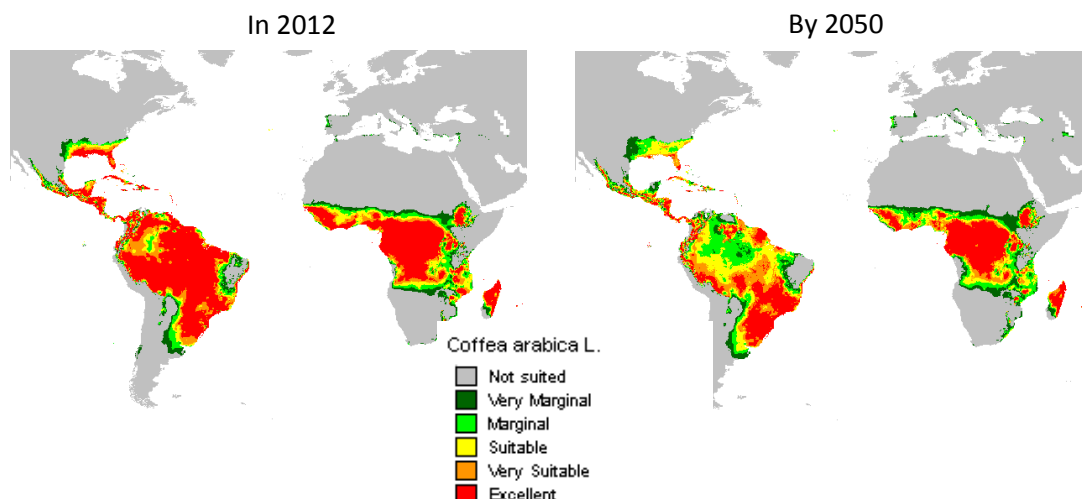 In 2012
By 2050
Coffea arabica L.
Not suited
Very Marginal
Marginal
Suitable
Very Suitable
Excellent